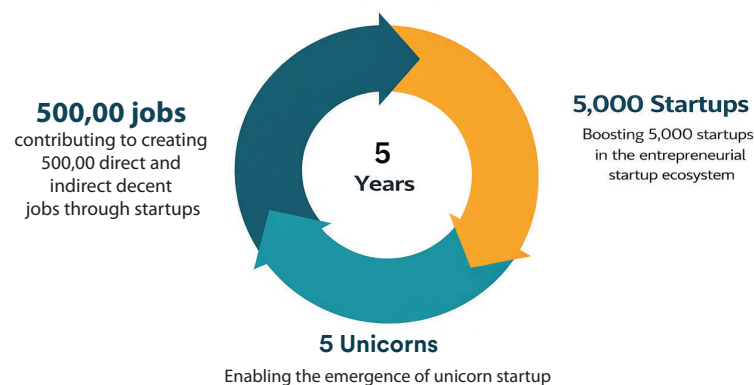 500,00 jobs
contributing to creating
500,00 direct and
indirect decent
jobs through startups
5
Years
5,000 Startups
Boosting 5,000 startups
in the entrepreneurial
startup ecosystem
5 Unicorns
Enabling the emergence of unicorn startup